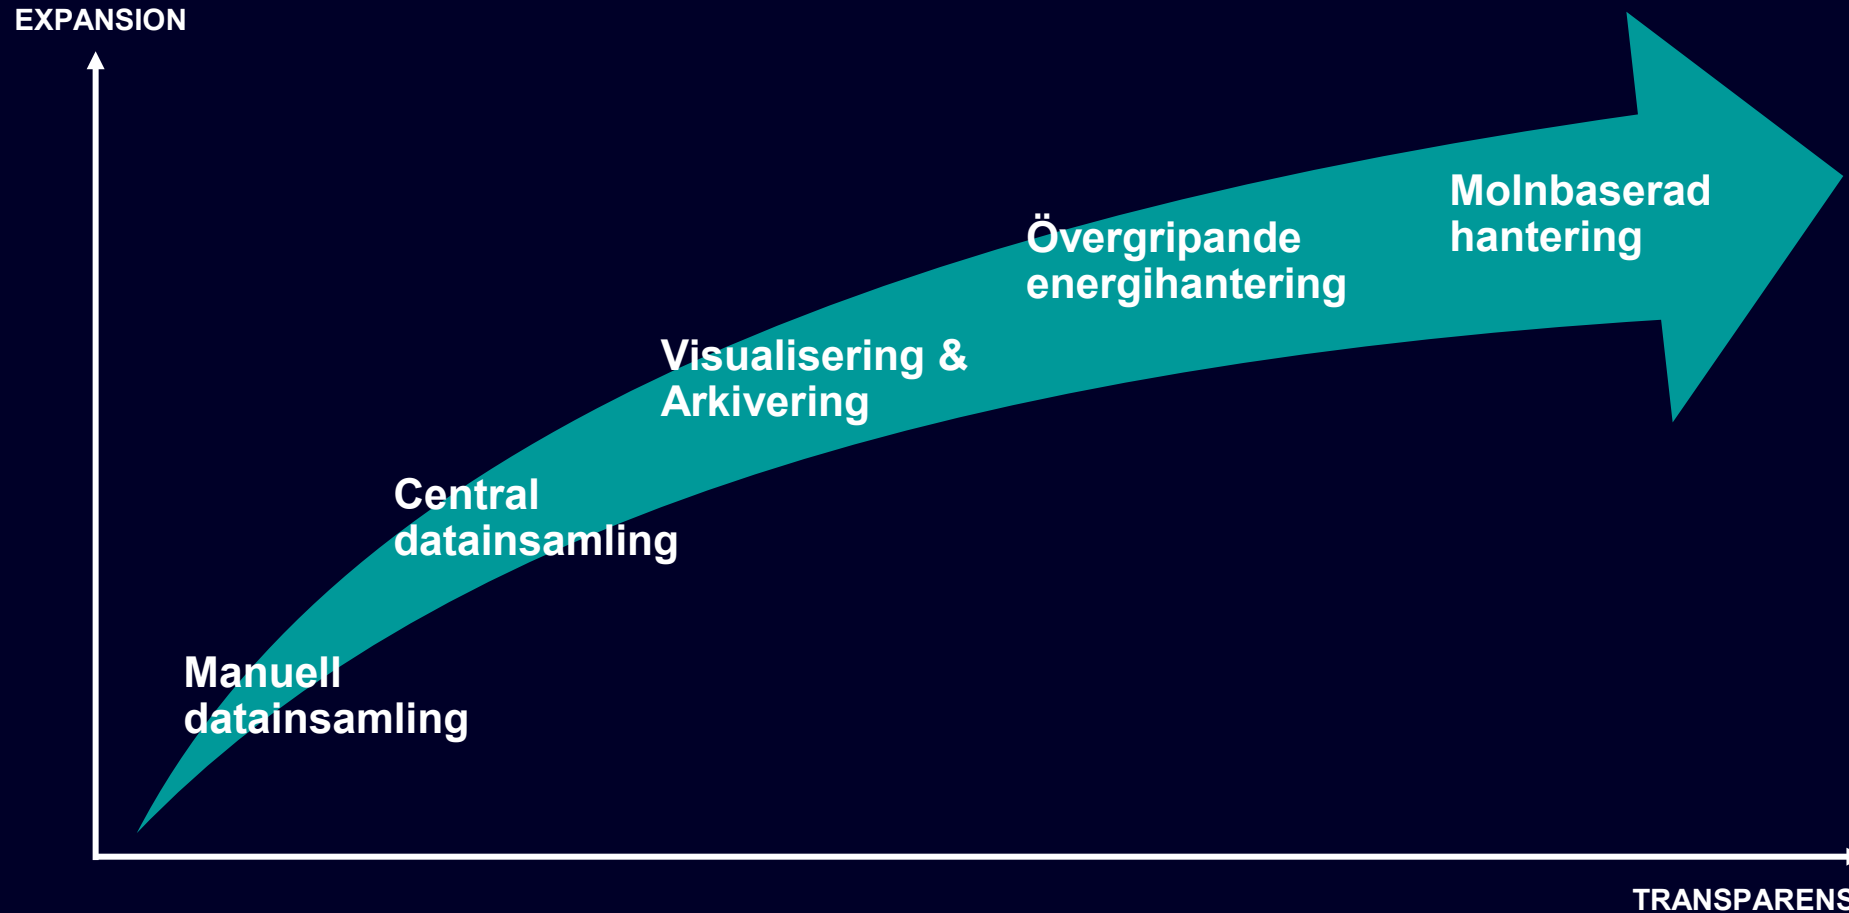 EXPANSION
Molnbaserad
hantering
Övergripande
energihantering
Visualisering &
Arkivering
Central
datainsamling
Manuell
datainsamling
TRANSPARENS